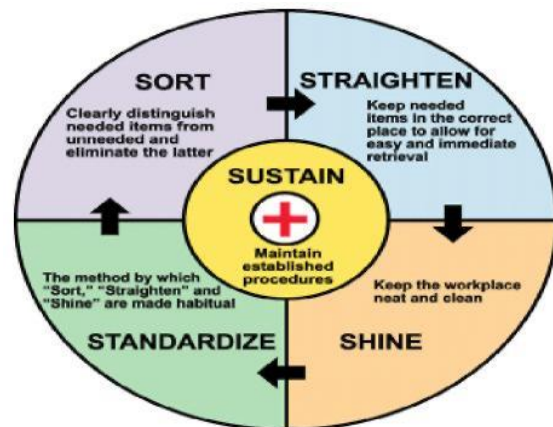 SORT
Clearly distinguish
needed items from
unneeded and
eliminate the latter
STRAIGHTEN
Keep needed
items in the correct
place to allow for
easy and immediate
retrieval
SUSTAIN
Maintain
established
procedures
The method by which
"Sort," "Straighten" and
"Shine" are made habitual
STANDARDIZE
Keep the workplace
neat and clean
SHINE